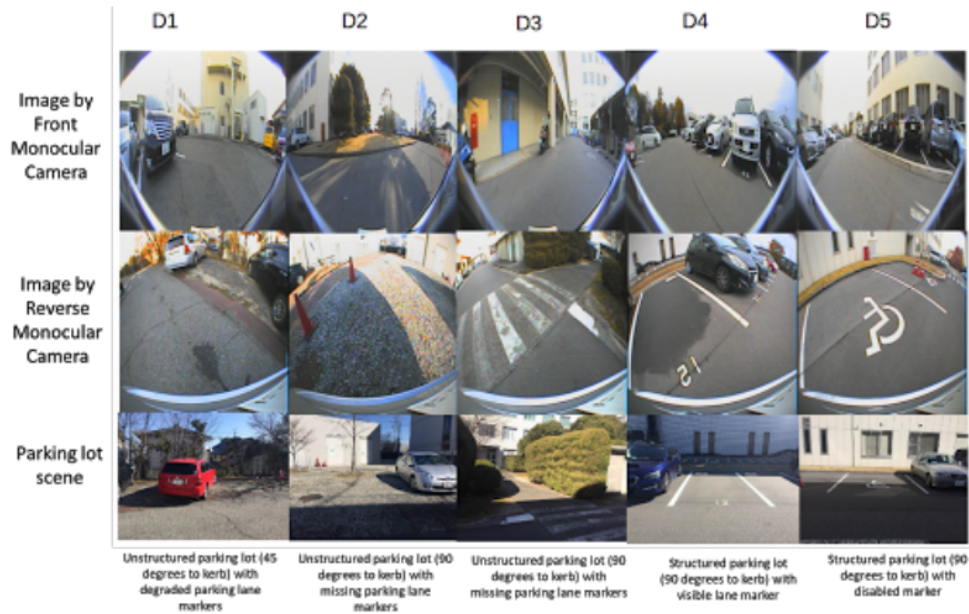 D1 D2 D3 D4 D5
Image by
Front
Monocular
Camera
Image by
Reverse
Monocular
Camera
Parking lot
scene
Unstructured parking lot (45
degrees to kerb) with
degraded parking lane
markers
Unstructured parking lot (90
degrees to kerb) with
missing parking lane
markers
Unstructured parking lot (90
degrees to kerb) with
missing parking lane markers
Structured parking lot
(90 degrees to kerb) with
visible lane marker
Structured parking lot (90
degrees to kerb) with
disabled marker